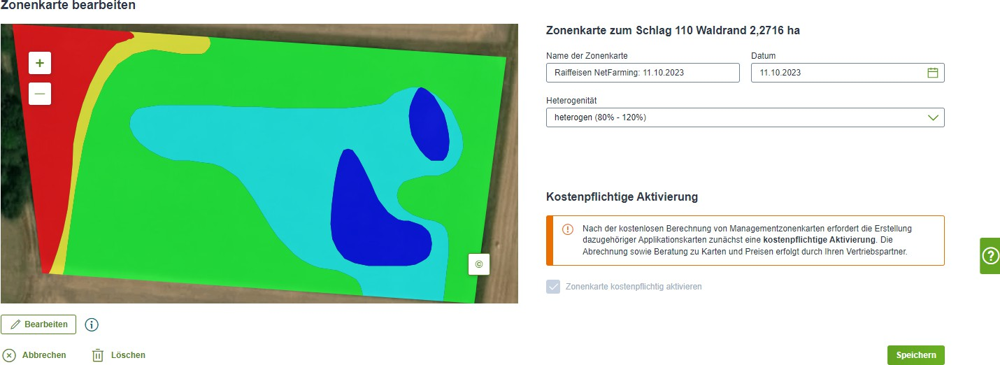 Zonenkarte bearbeiten
+
—
©
Bearbeiten
Abbrechen
Löschen
Zonenkarte zum Schlag 110 Waldrand 2,2716 ha
Name der Zonenkarte
Datum
Raiffeisen NetFarming: 11.10.2023
11.10.2023
Heterogenität
heterogen (80% - 120%)
Kostenpflichtige Aktivierung
Nach der kostenlosen Berechnung von Managementzonenkarten erfordert die Erstellung
dazugehöriger Applikationskarten zunächst eine kostenpflichtige Aktivierung. Die
Abrechnung sowie Beratung zu Karten und Preisen erfolgt durch Ihren Vertriebspartner.
Zonenkarte kostenpflichtig aktivieren
?
Speichern